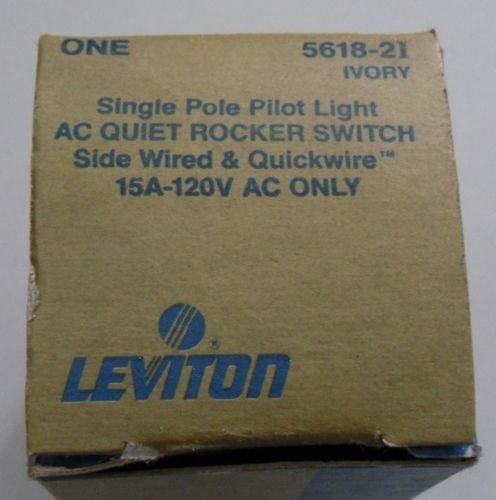 ONE 5618-2I
IVORY
Single Pole Pilot Light
AC QUIET ROCKER SWITCH
Side Wired & Quickwire™
15A-120V AC ONLY
LEVITON®